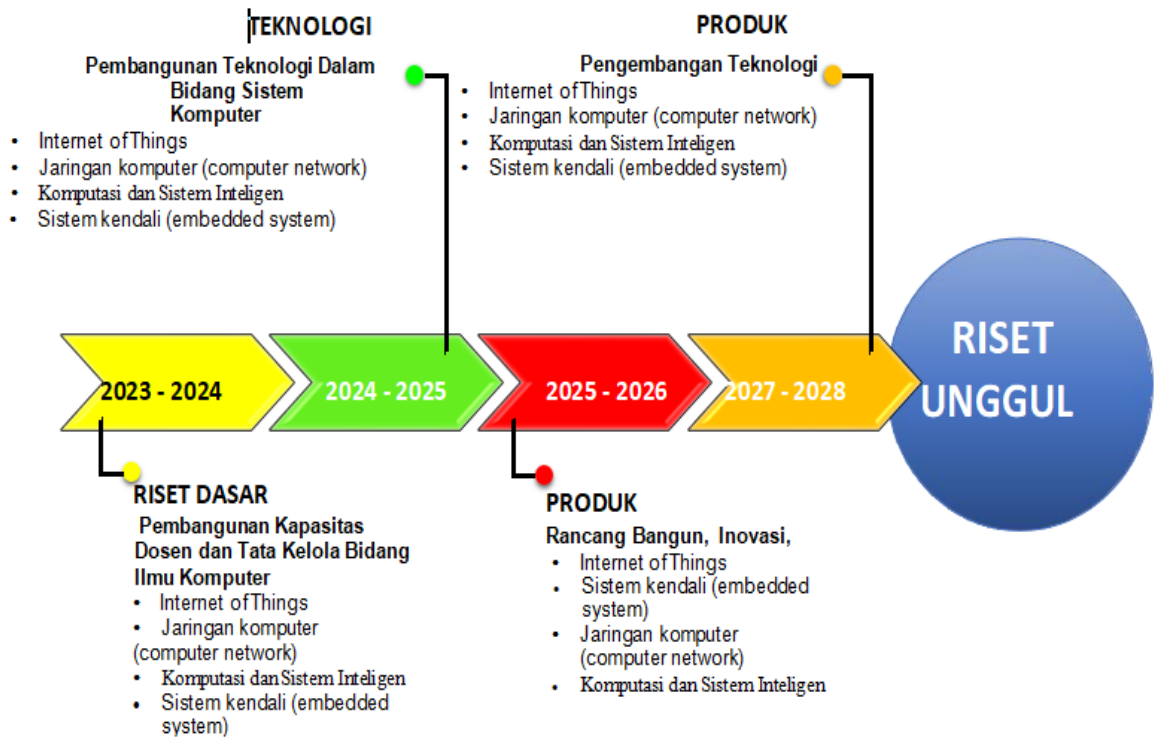 TEKNOLOGI
Pembangunan Teknologi Dalam
Bidang Sistem
Komputer
• Internet of Things
• Jaringan komputer (computer network)
• Komputasi dan Sistem Inteligen
• Sistem kendali (embedded system)
PRODUK
Pengembangan Teknologi
• Internet of Things
• Jaringan komputer (computer network)
• Komputasi dan Sistem Inteligen
• Sistem kendali (embedded system)
2023 - 2024
2024 - 2025
2025 - 2026
2027 - 2028
RISET
UNGGUL
RISET DASAR
Pembangunan Kapasitas
Dosen dan Tata Kelola Bidang
Ilmu Komputer
• Internet of Things
• Jaringan komputer
(computer network)
• Komputasi dan Sistem Inteligen
• Sistem kendali (embedded
system)
PRODUK
Rancang Bangun, Inovasi,
• Internet of Things
• Sistem kendali (embedded
system)
• Jaringan komputer
(computer network)
• Komputasi dan Sistem Inteligen